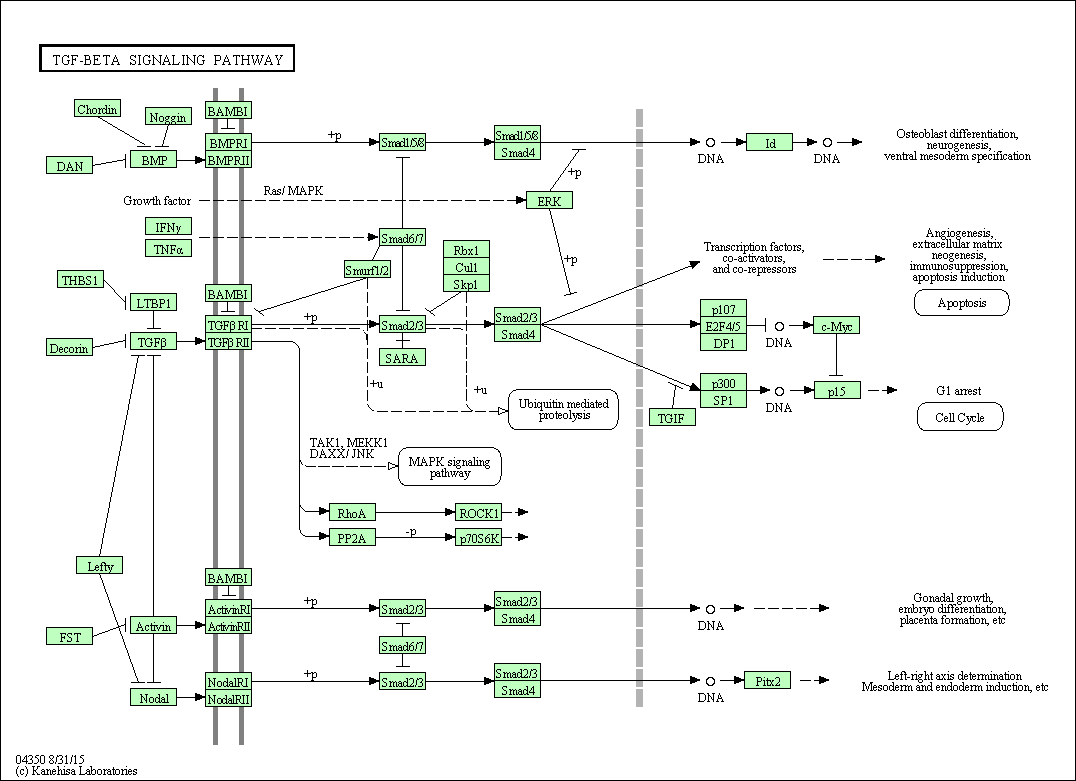 TGF-BETA SIGNALING PATHWAY
Chordin
Noggin
BAMBI
DAN
BMP
BMPRI
BMPRII
+p
Smad1/5/8
Smad1/5/8
Smad4
DNA
Id
DNA
Osteoblast differentiation,
neurogenesis,
ventral mesoderm specification
+p
Growth factor
Ras/ MAPK
ERK
IFNγ
TNFα
Smad6/7
Smurf1/2
Rbx1
Cul1
Skp1
+p
Transcription factors,
co-activators,
and co-repressors
Angiogenesis,
extracellular matrix
neogenesis,
immunosuppression,
apoptosis induction
Apoptosis
THBS1
LTBP1
BAMBI
Decorin
TGFβ
TGFβ RI
TGFβ RII
+p
Smad2/3
SARA
Smad2/3
Smad4
p107
E2F4/5
DP1
DNA
c-Myc
+u
+u
Ubiquitin mediated
proteolysis
TGIF
p300
SP1
DNA
p15
G1 arrest
Cell Cycle
TAK1, MEKK1
DAXX/ JNK
MAPK signaling
pathway
RhoA
ROCK1
PP2A
-p
p70S6K
Lefty
BAMBI
FST
Activin
ActivinRI
ActivinRII
+p
Smad2/3
Smad2/3
Smad4
DNA
Gonadal growth,
embryo differentiation,
placenta formation, etc
Smad6/7
Nodal
NodalRI
NodalRII
+p
Smad2/3
Smad2/3
Smad4
DNA
Pitx2
Left-right axis determination
Mesoderm and endoderm induction, etc
04350 8/31/15
(c) Kanehisa Laboratories